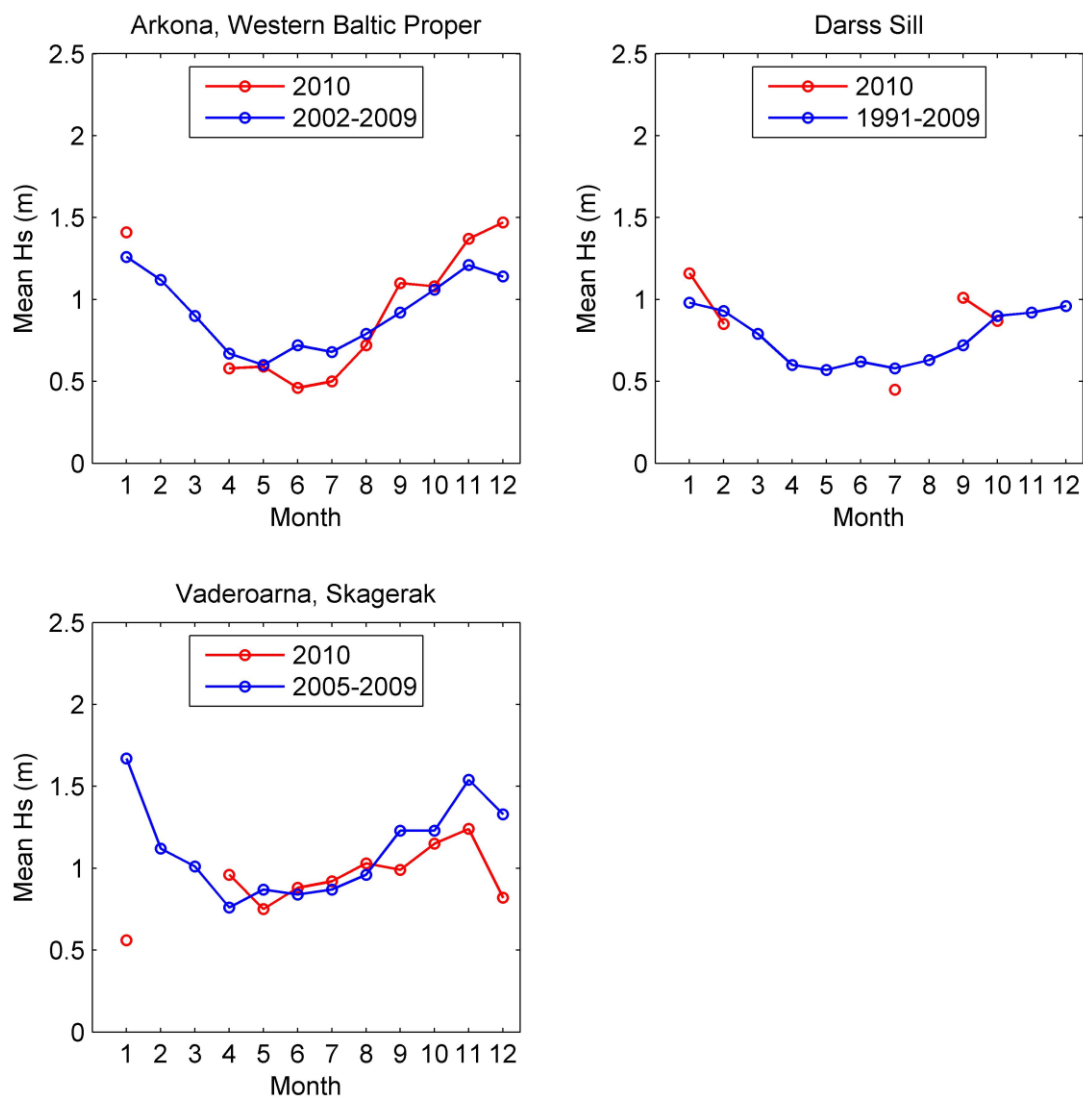 Arkona, Western Baltic Proper
2.5
2
1.5
1
0.5
0
Mean Hs (m)
2010
2002-2009
1 2 3 4 5 6 7 8 9 10 11 12
Month
Darss Sill
2.5
2
1.5
1
0.5
0
Mean Hs (m)
2010
1991-2009
1 2 3 4 5 6 7 8 9 10 11 12
Month
Vaderoarna, Skagerak
2.5
2
1.5
1
0.5
0
Mean Hs (m)
2010
2005-2009
1 2 3 4 5 6 7 8 9 10 11 12
Month